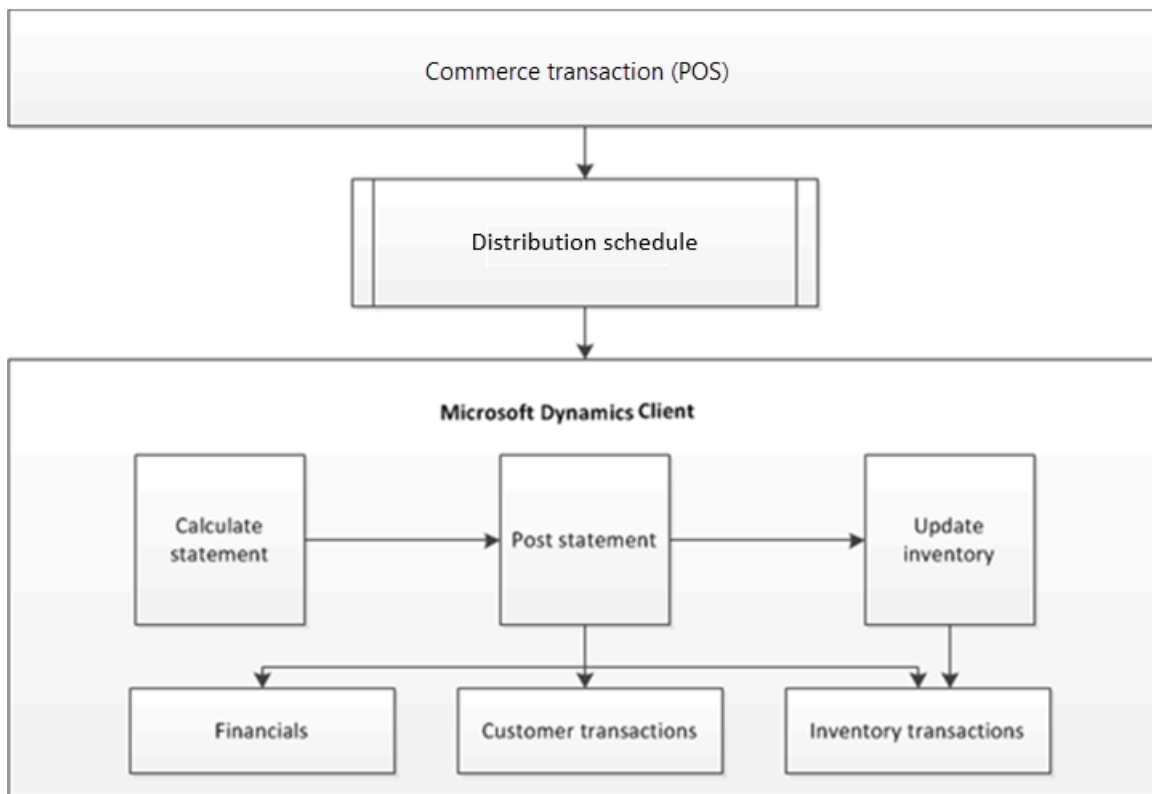 Commerce transaction (POS)
Distribution schedule
Microsoft Dynamics Client
Calculate
statement
Post statement
Update
inventory
Financials
Customer transactions
Inventory transactions